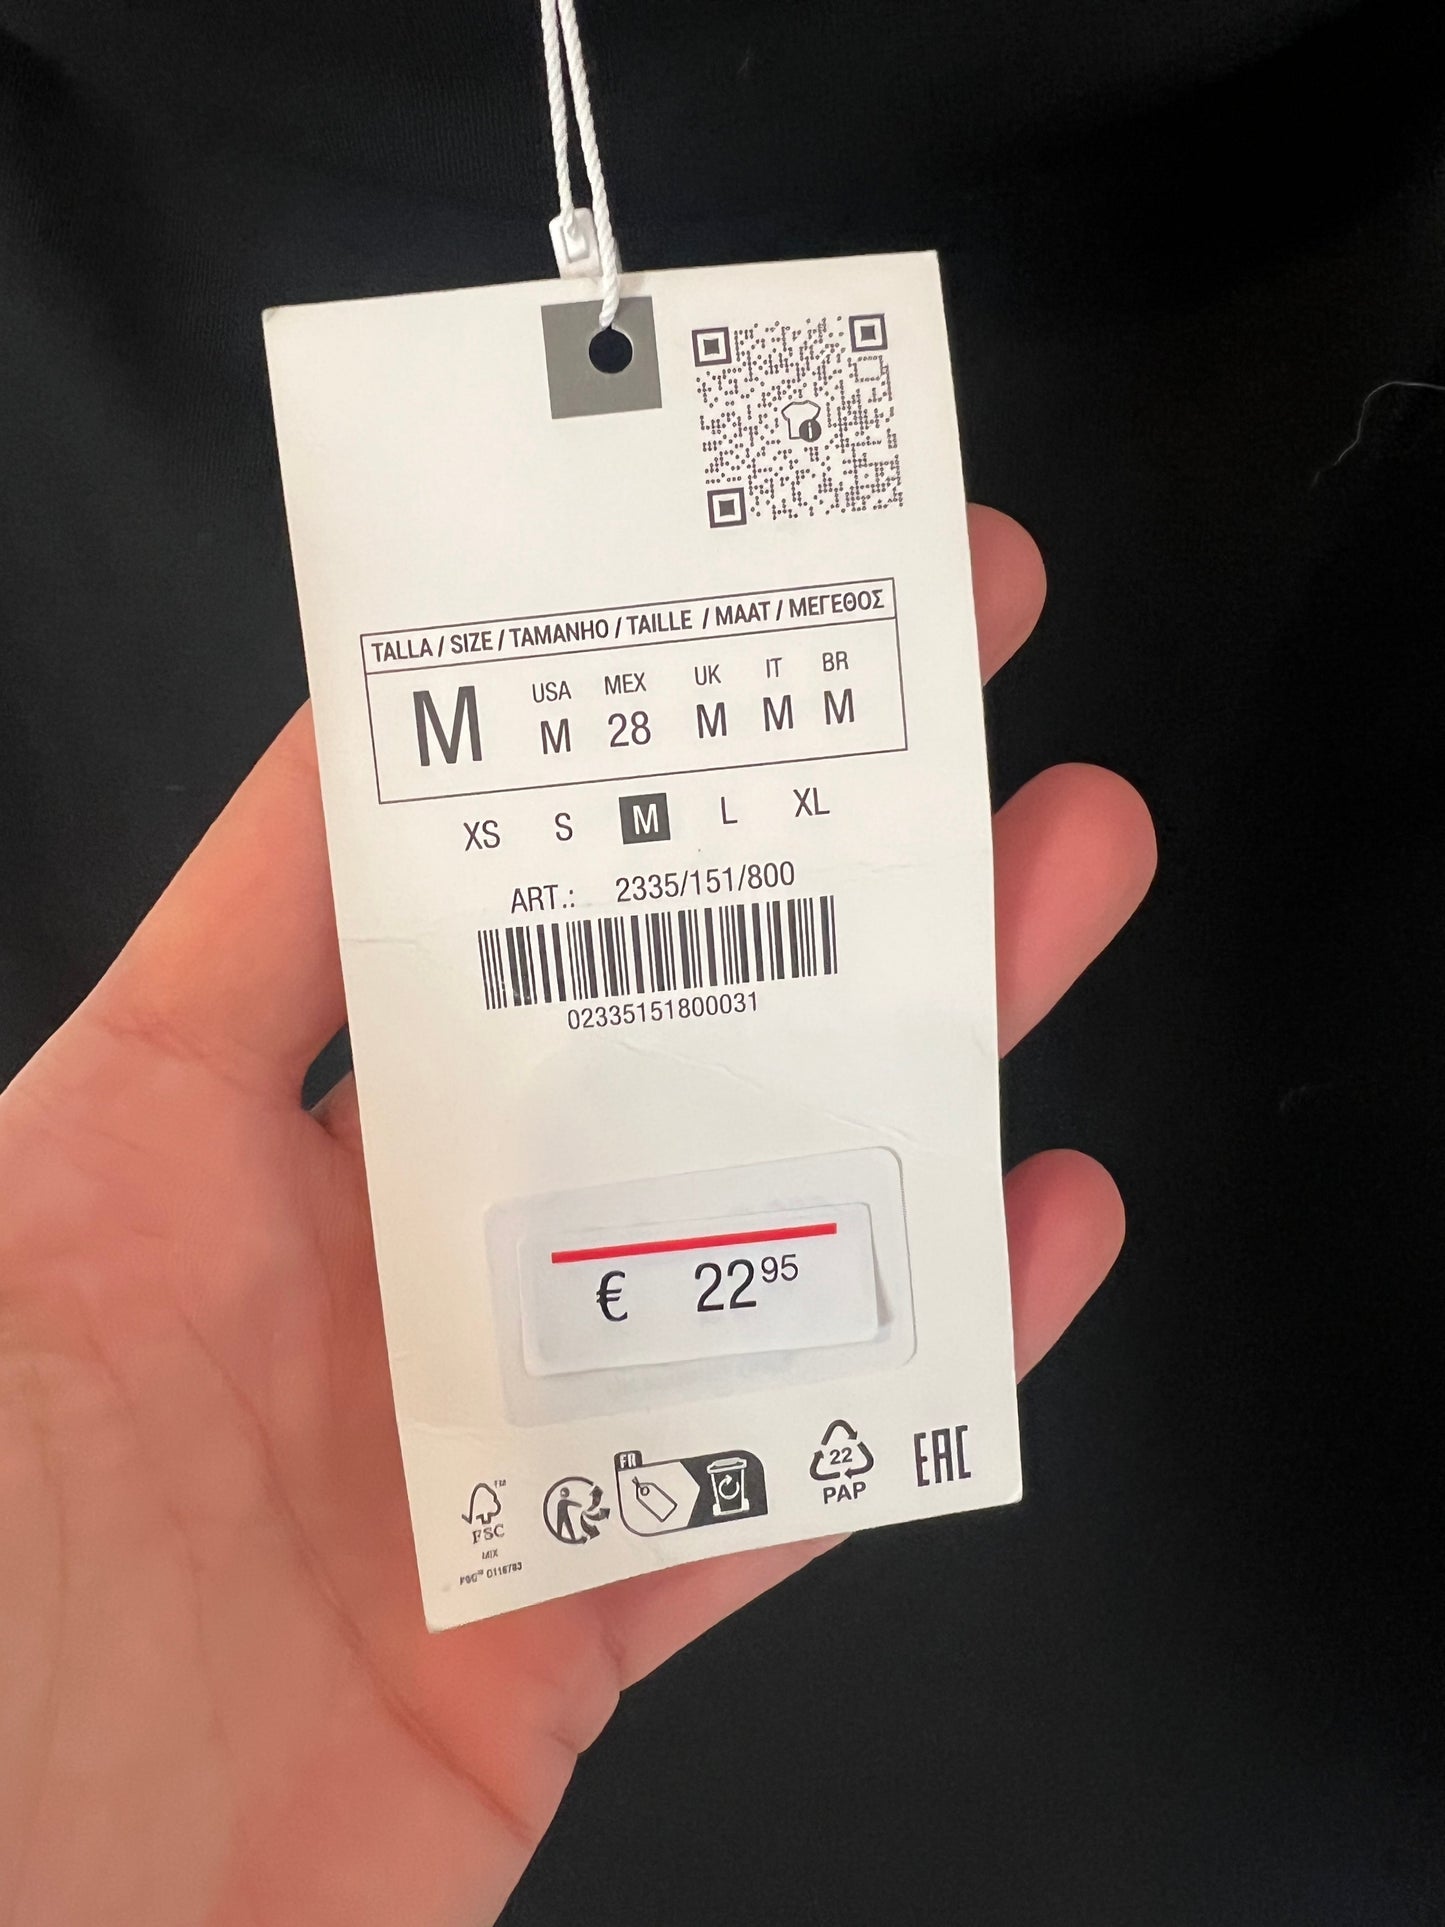 TALLA / SIZE / TAMANHO / TAILLE / MAAT / ΜΕΓΕΘΟΣ
M
USA MEX UK IT BR
M 28 M M M
XS S M L XL
ART.: 2335/151/800
02335151800031
€ 22 95
FR
22
PAP
EAC
TM
FSC
MIX